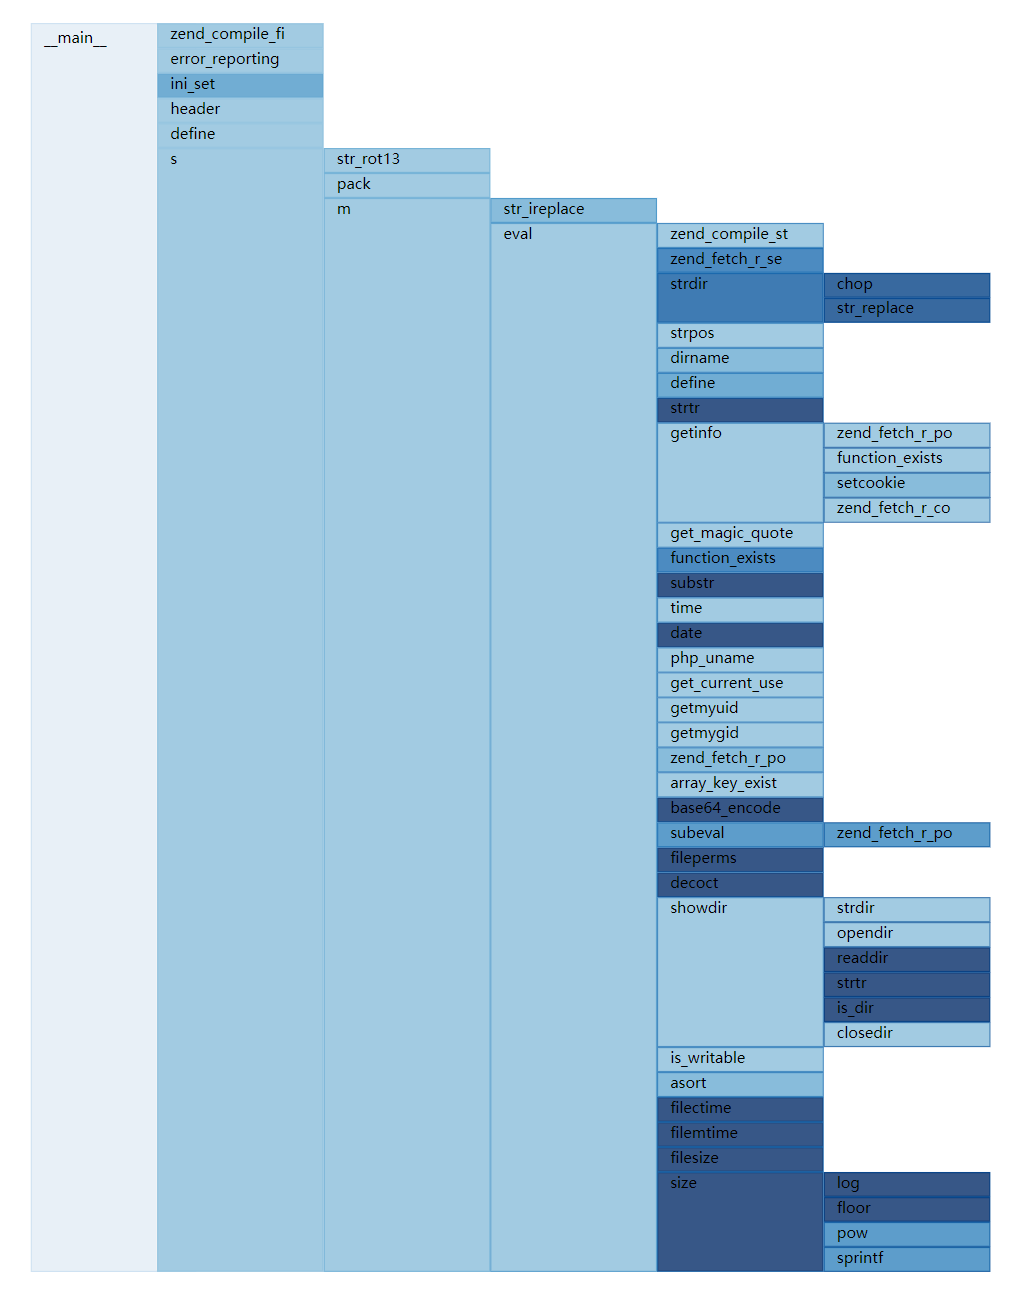 __main__
zend_compile_fi
error_reporting
ini_set
header
define
s
str_rot13
pack
m
str_ireplace
eval
zend_compile_st
zend_fetch_r_se
strdir
chop
str_replace
strpos
dirname
define
strtr
getinfo
zend_fetch_r_po
function_exists
setcookie
zend_fetch_r_co
get_magic_quote
function_exists
substr
time
date
php_uname
get_current_use
getmyuid
getmygid
zend_fetch_r_po
array_key_exist
base64_encode
subeval
zend_fetch_r_po
fileperms
decoct
showdir
strdir
opendir
readdir
strtr
is_dir
closedir
is_writable
asort
filectime
filemtime
filesize
size
log
floor
pow
sprintf